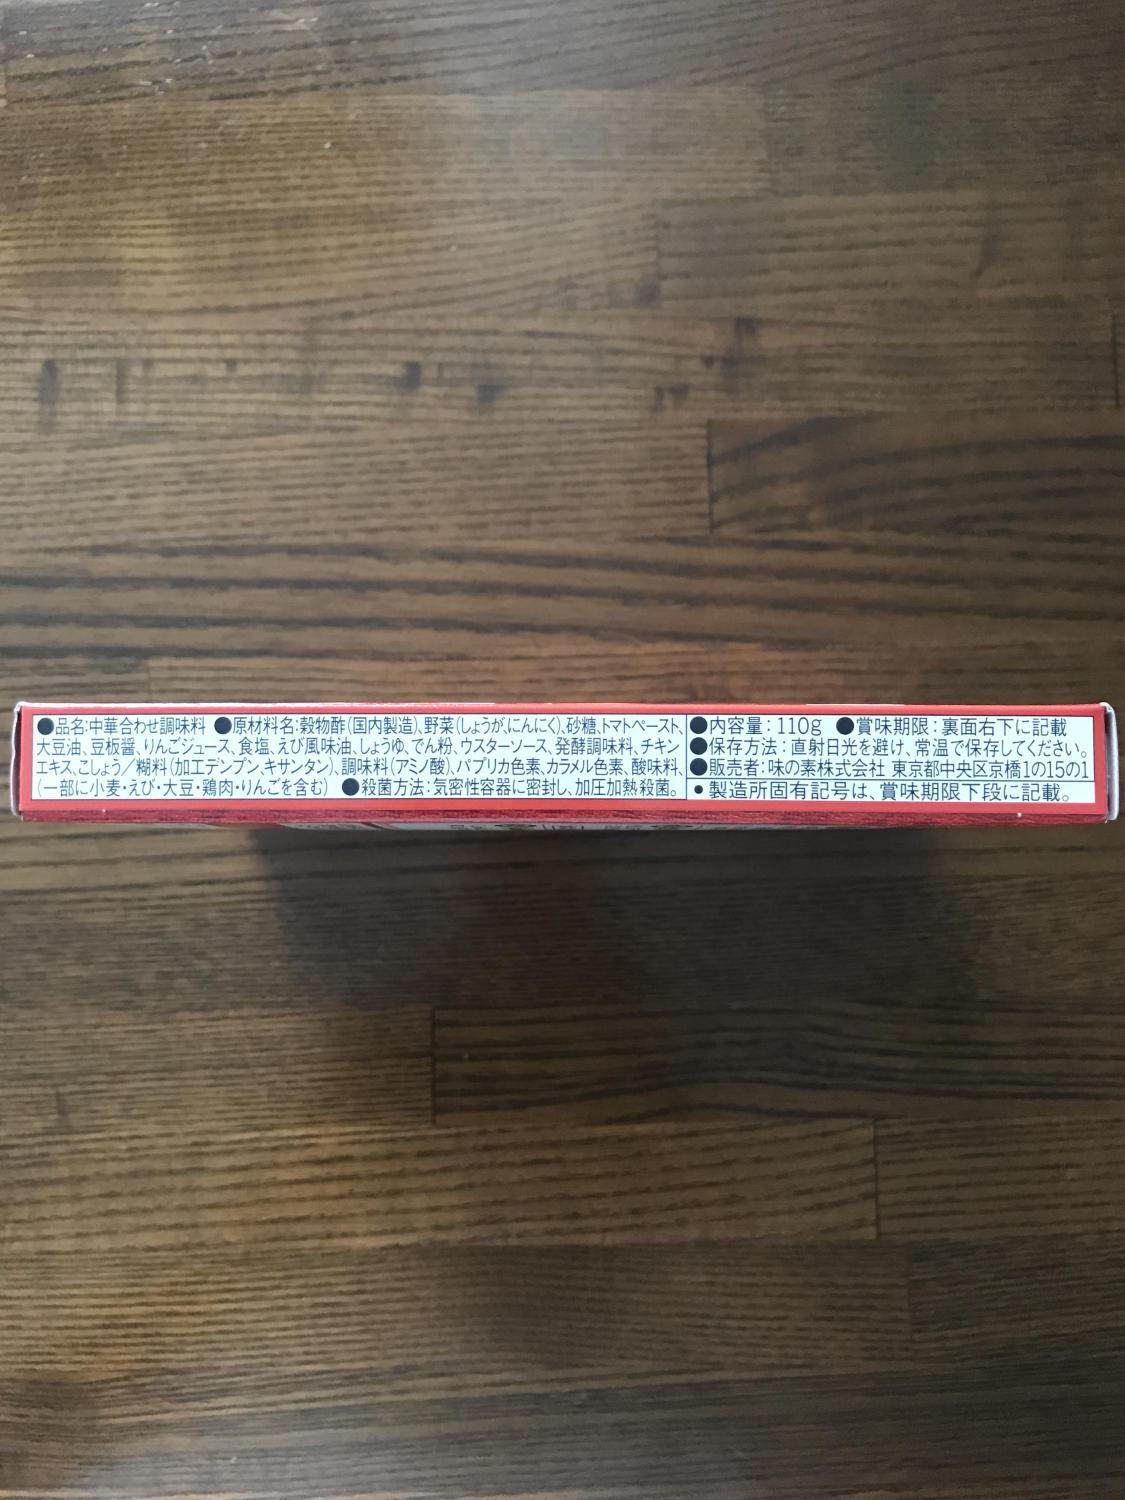 ●品名:中華合わせ調味料 ●原材料名:穀物酢(国内製造)、野菜(しょうが、にんにく)、砂糖、トマトペースト、
大豆油、豆板醤、りんごジュース、食塩、えび風味油、しょうゆ、でん粉、ウスターソース、発酵調味料、チキン
エキス、こしょう/糊料(加工デンプン、キサンタン)、調味料(アミノ酸)、パプリカ色素、カラメル色素、酸味料、
(一部に小麦・えび・大豆・鶏肉・りんごを含む) ●殺菌方法:気密性容器に密封し、加圧加熱殺菌。
●内容量:110g ●賞味期限:裏面右下に記載
●保存方法:直射日光を避け、常温で保存してください。
●販売者:味の素株式会社 東京都中央区京橋1の15の1
•製造所固有記号は、賞味期限下段に記載。